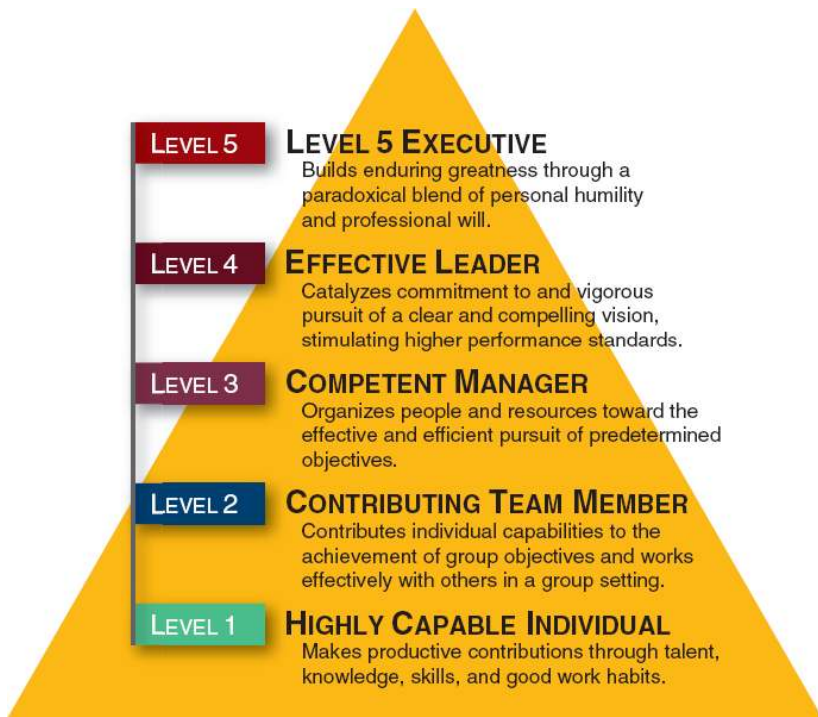 LEVEL 5 LEVEL 5 EXECUTIVE
Builds enduring greatness through a
paradoxical blend of personal humility
and professional will.
LEVEL 4 EFFECTIVE LEADER
Catalyzes commitment to and vigorous
pursuit of a clear and compelling vision,
stimulating higher performance standards.
LEVEL 3 COMPETENT MANAGER
Organizes people and resources toward the
effective and efficient pursuit of predetermined
objectives.
LEVEL 2 CONTRIBUTING TEAM MEMBER
Contributes individual capabilities to the
achievement of group objectives and works
effectively with others in a group setting.
LEVEL 1 HIGHLY CAPABLE INDIVIDUAL
Makes productive contributions through talent,
knowledge, skills, and good work habits.